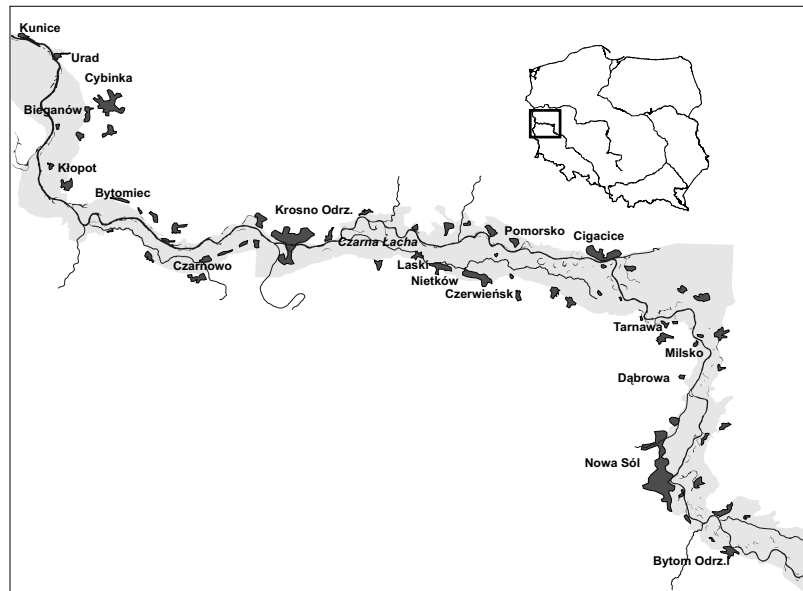 Kunice
Urad
Cybinka
Bieganów
Kłopot
Bytomiec
Krosno Odrz.
Czarna Łacha
Pomorsko
Cigacice
Czarnowo
Laski
Nietków
Czerwieńsk
Tarnawa
Milsko
Dąbrowa
Nowa Sól
Bytom Odrz.l